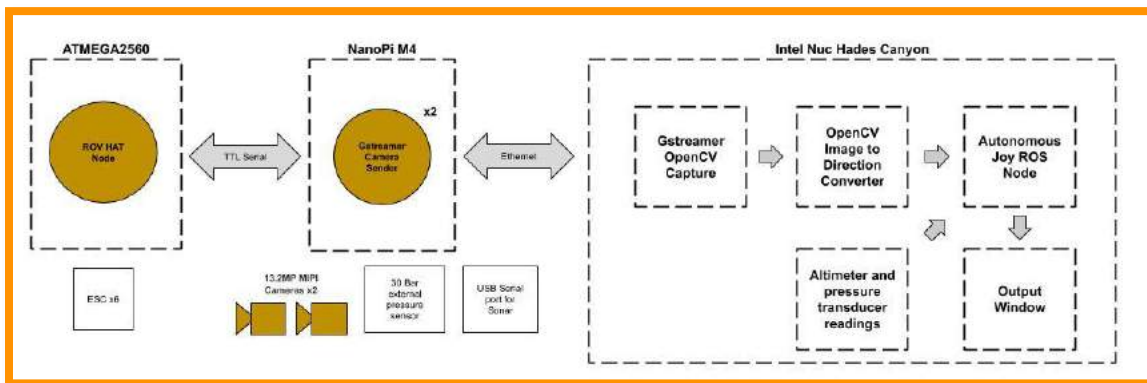 ATMEGA2560
NanoPi M4
Intel Nuc Hades Canyon
ROV HAT
Node
TTL Serial
x2
Gstreamer
Camera
Sender
Ethernet
Gstreamer
OpenCV
Capture
OpenCV
Image to
Direction
Converter
Autonomous
Joy ROS
Node
ESC x6
13.2MP MIPI
Cameras x2
30 Bar
external
pressure
sensor
USB Serial
port for
Sonar
Altimeter and
pressure
transducer
readings
Output
Window